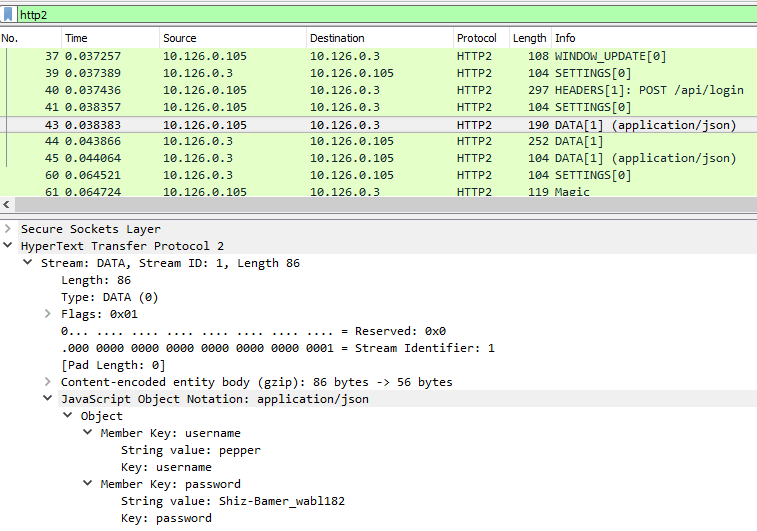 http2
No. Time Source Destination Protocol Length Info
37 0.037257 10.126.0.105 10.126.0.3 HTTP2 108 WINDOW_UPDATE[0]
39 0.037389 10.126.0.3 10.126.0.105 HTTP2 104 SETTINGS[0]
40 0.037436 10.126.0.105 10.126.0.3 HTTP2 297 HEADERS[1]: POST /api/login
41 0.038357 10.126.0.3 10.126.0.105 HTTP2 104 SETTINGS[0]
43 0.038383 10.126.0.105 10.126.0.3 HTTP2 190 DATA[1] (application/json)
44 0.043866 10.126.0.3 10.126.0.105 HTTP2 252 DATA[1]
45 0.044064 10.126.0.3 10.126.0.105 HTTP2 104 DATA[1] (application/json)
60 0.064521 10.126.0.3 10.126.0.105 HTTP2 104 SETTINGS[0]
61 0.064724 10.126.0.105 10.126.0.3 HTTP2 119 Magic
Secure Sockets Layer
HyperText Transfer Protocol 2
Stream: DATA, Stream ID: 1, Length 86
Length: 86
Type: DATA (0)
Flags: 0x01
0... .... .... .... .... .... .... .... = Reserved: 0x0
.000 0000 0000 0000 0000 0000 0000 0001 = Stream Identifier: 1
[Pad Length: 0]
Content-encoded entity body (gzip): 86 bytes -> 56 bytes
JavaScript Object Notation: application/json
Object
Member Key: username
String value: pepper
Key: username
Member Key: password
String value: Shiz-Bamer_wabl182
Key: password